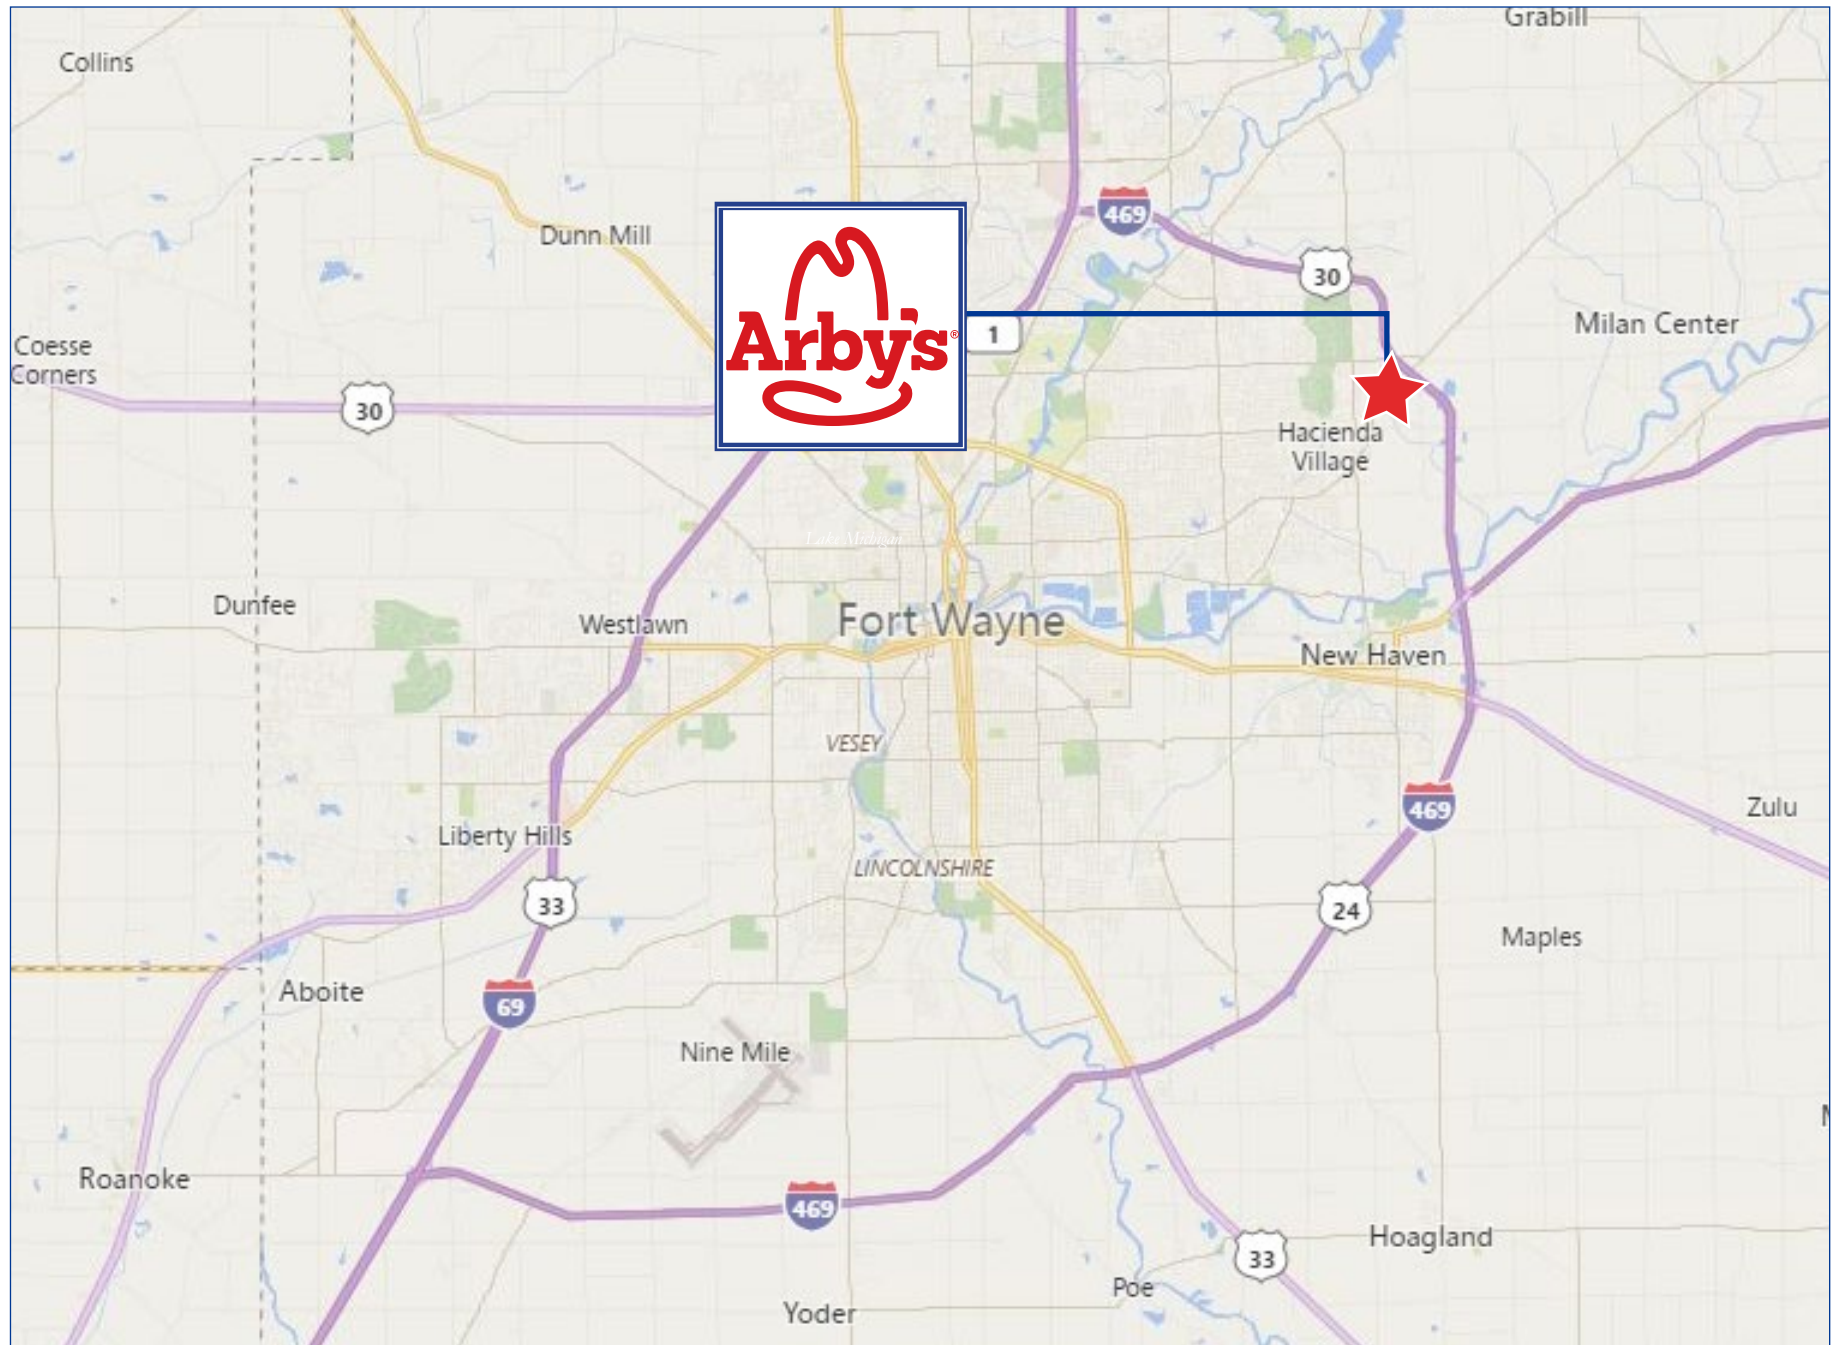 Grabill
Collins
469
Dunn Mill
30
Arby's®
1
Milan Center
Coesse
Corners
30
Hacienda
Village
Lake Michigan
Dunfee
Westlawn
Fort Wayne
New Haven
VESEY
469
Zulu
Liberty Hills
LINCOLNSHIRE
33
24
Maples
Aboite
69
Nine Mile
Roanoke
469
Hoagland
33
Poe
Yoder